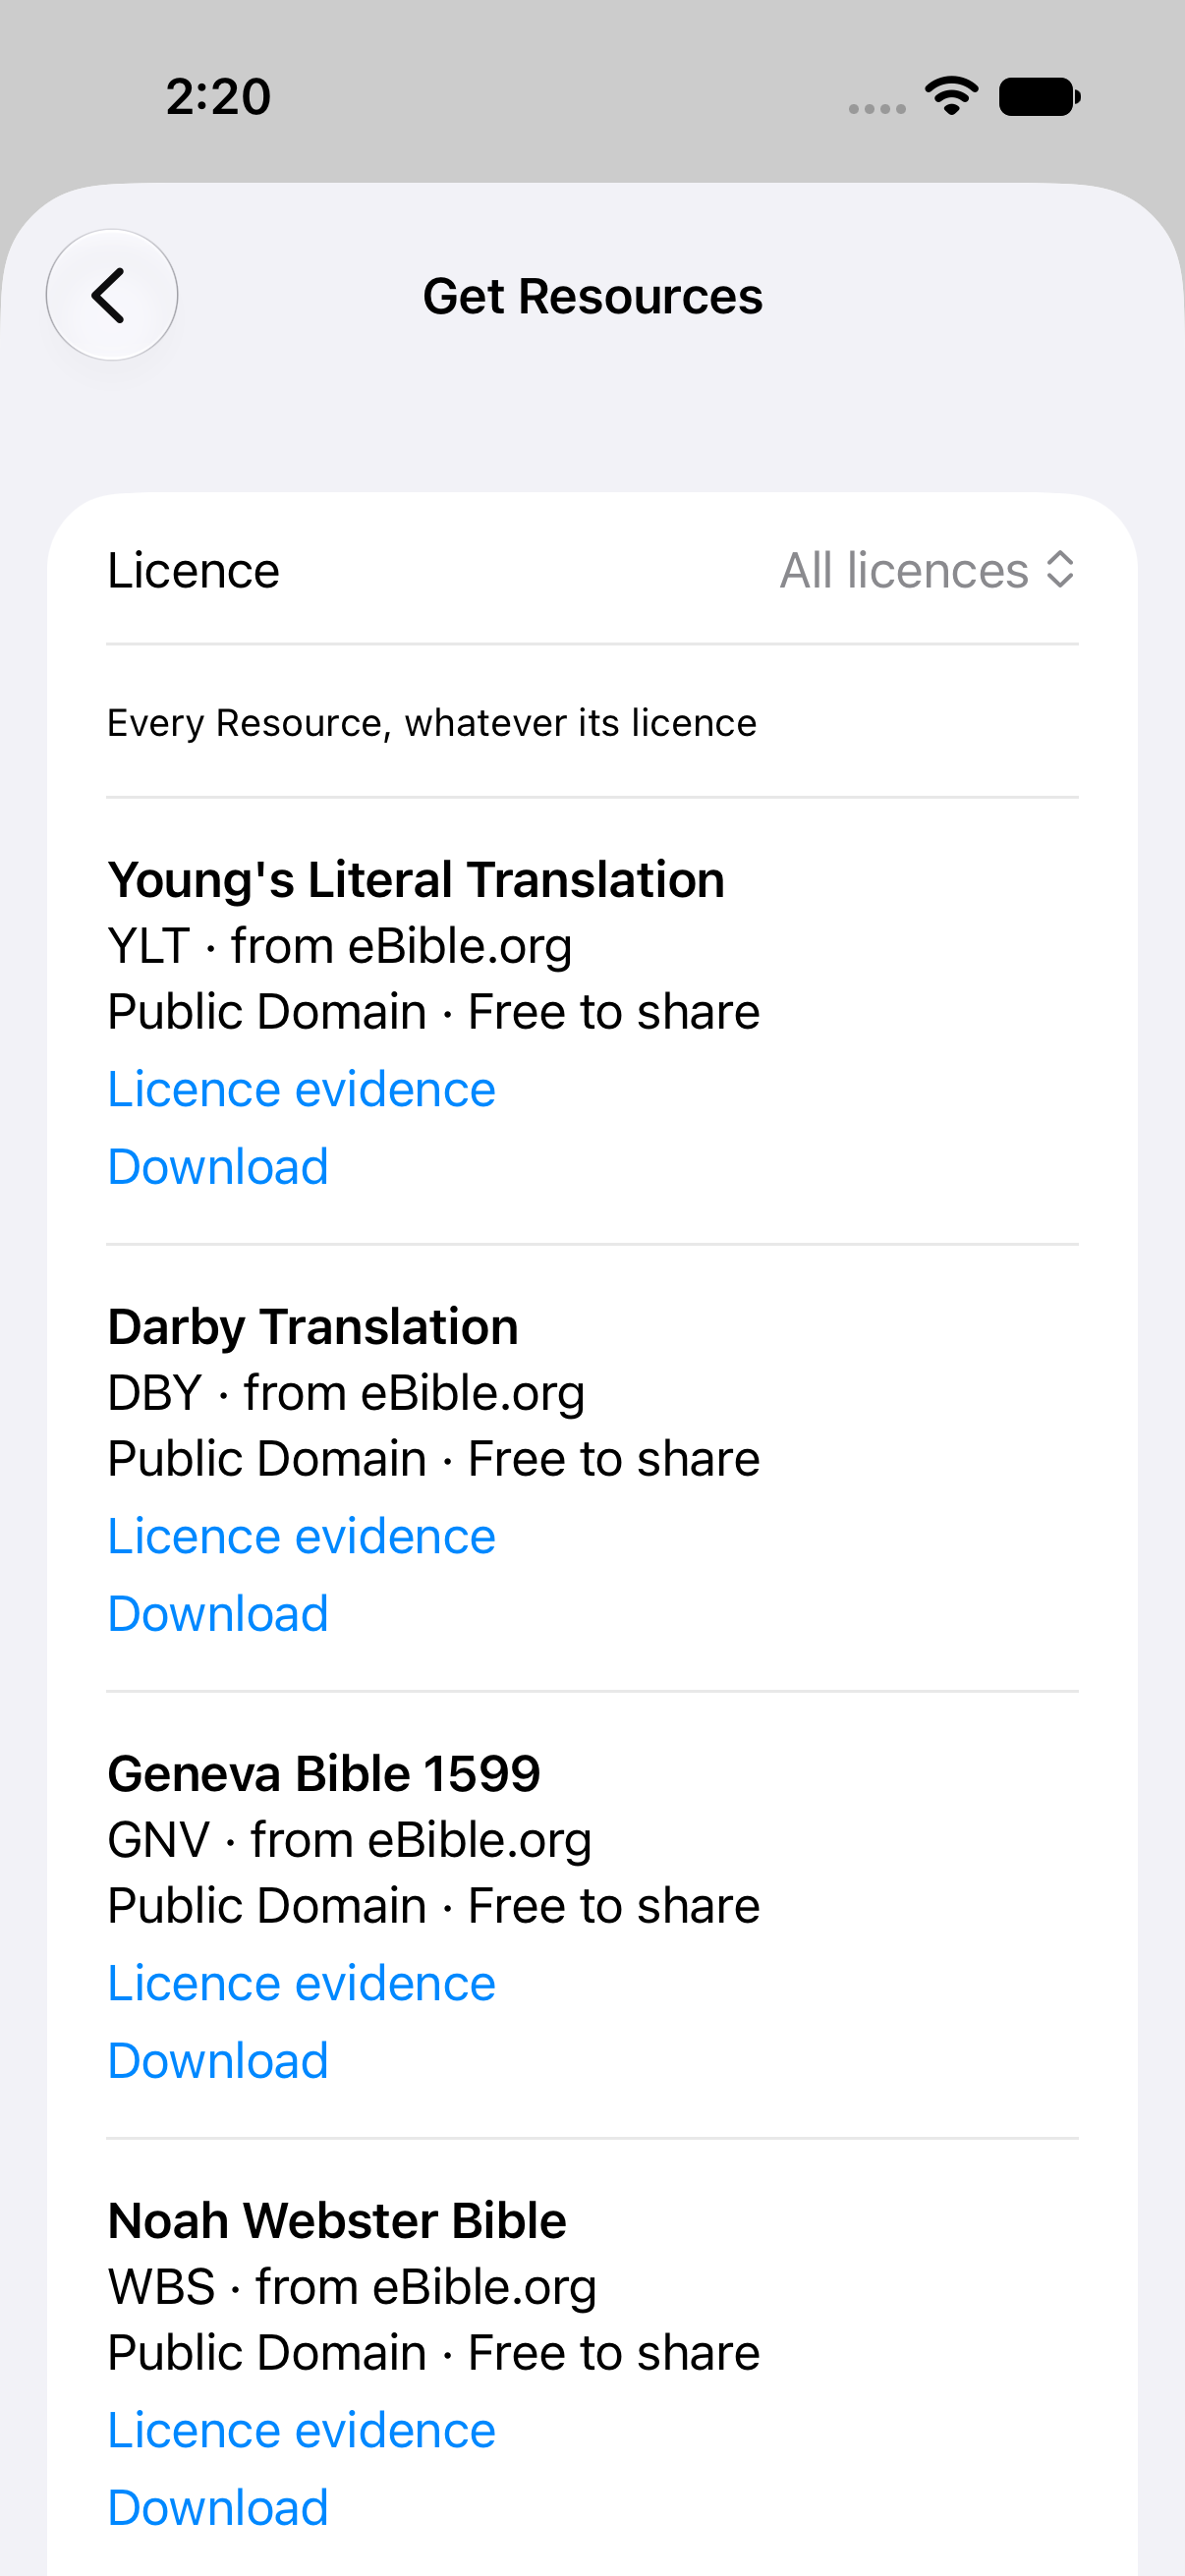 2:20
Get Resources
Licence All licences
Every Resource, whatever its licence
Young's Literal Translation
YLT · from eBible.org
Public Domain · Free to share
Licence evidence
Download
Darby Translation
DBY · from eBible.org
Public Domain · Free to share
Licence evidence
Download
Geneva Bible 1599
GNV · from eBible.org
Public Domain · Free to share
Licence evidence
Download
Noah Webster Bible
WBS · from eBible.org
Public Domain · Free to share
Licence evidence
Download